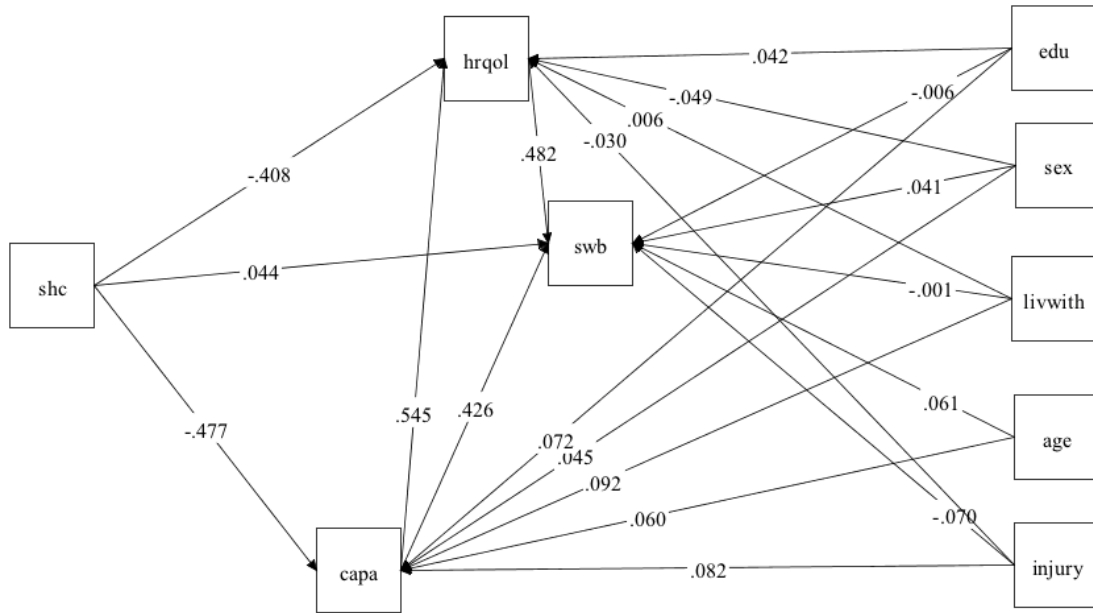 hrqol
edu
.042
-.006
-.049
.006
-.030
.482
-.408
sex
.041
swb
.044
shc
-.001
livwith
.061
.545
.426
-.477
age
.072
.045
.092
.060
-.070
capa
.082
injury